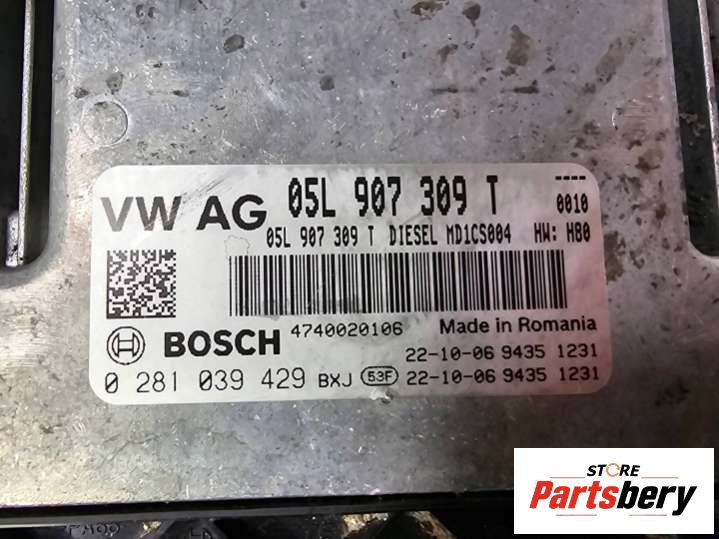 VW AG 05L 907 309 T ----
0010
05L 907 309 T DIESEL MD1CS004 HW: H80
BOSCH 4740020106 Made in Romania
22-10-06 9435 1231
0 281 039 429 BXJ 53F 22-10-06 9435 1231
STORE
Partsbery